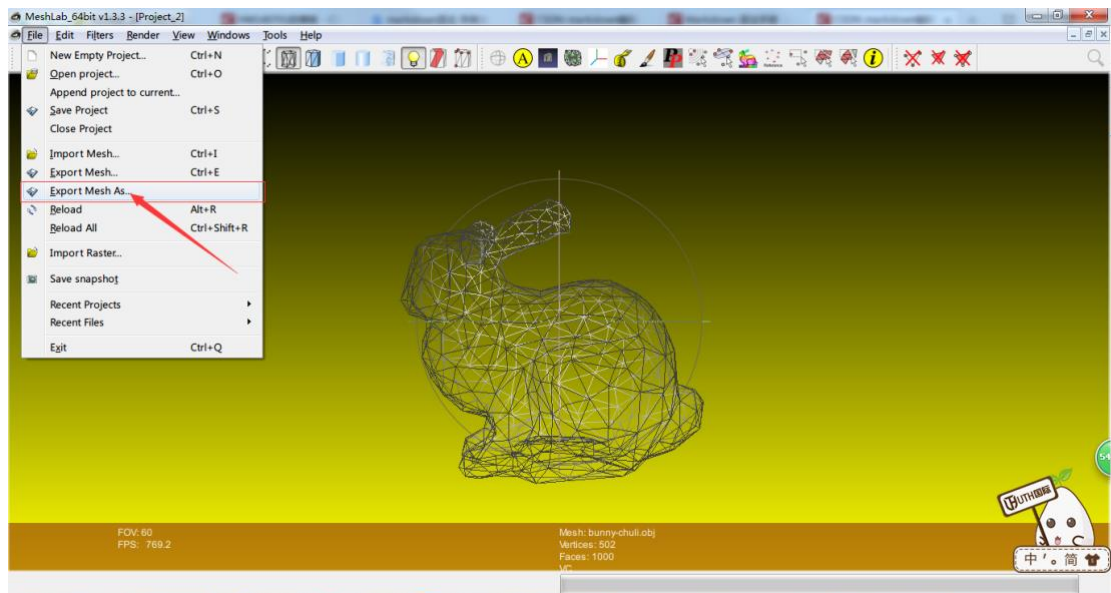 MeshLab_64bit v1.3.3 - [Project_2]
File Edit Filters Render View Windows Tools Help
New Empty Project... Ctrl+N
Open project... Ctrl+O
Append project to current...
Save Project Ctrl+S
Close Project
Import Mesh... Ctrl+I
Export Mesh... Ctrl+E
Export Mesh As...
Reload Alt+R
Reload All Ctrl+Shift+R
Import Raster...
Save snapshot
Recent Projects
Recent Files
Exit Ctrl+Q
54
UTH国际
FOV: 60
FPS: 769.2
Mesh: bunny-chuli.obj
Vertices: 502
Faces: 1000
VC
中 ’。简